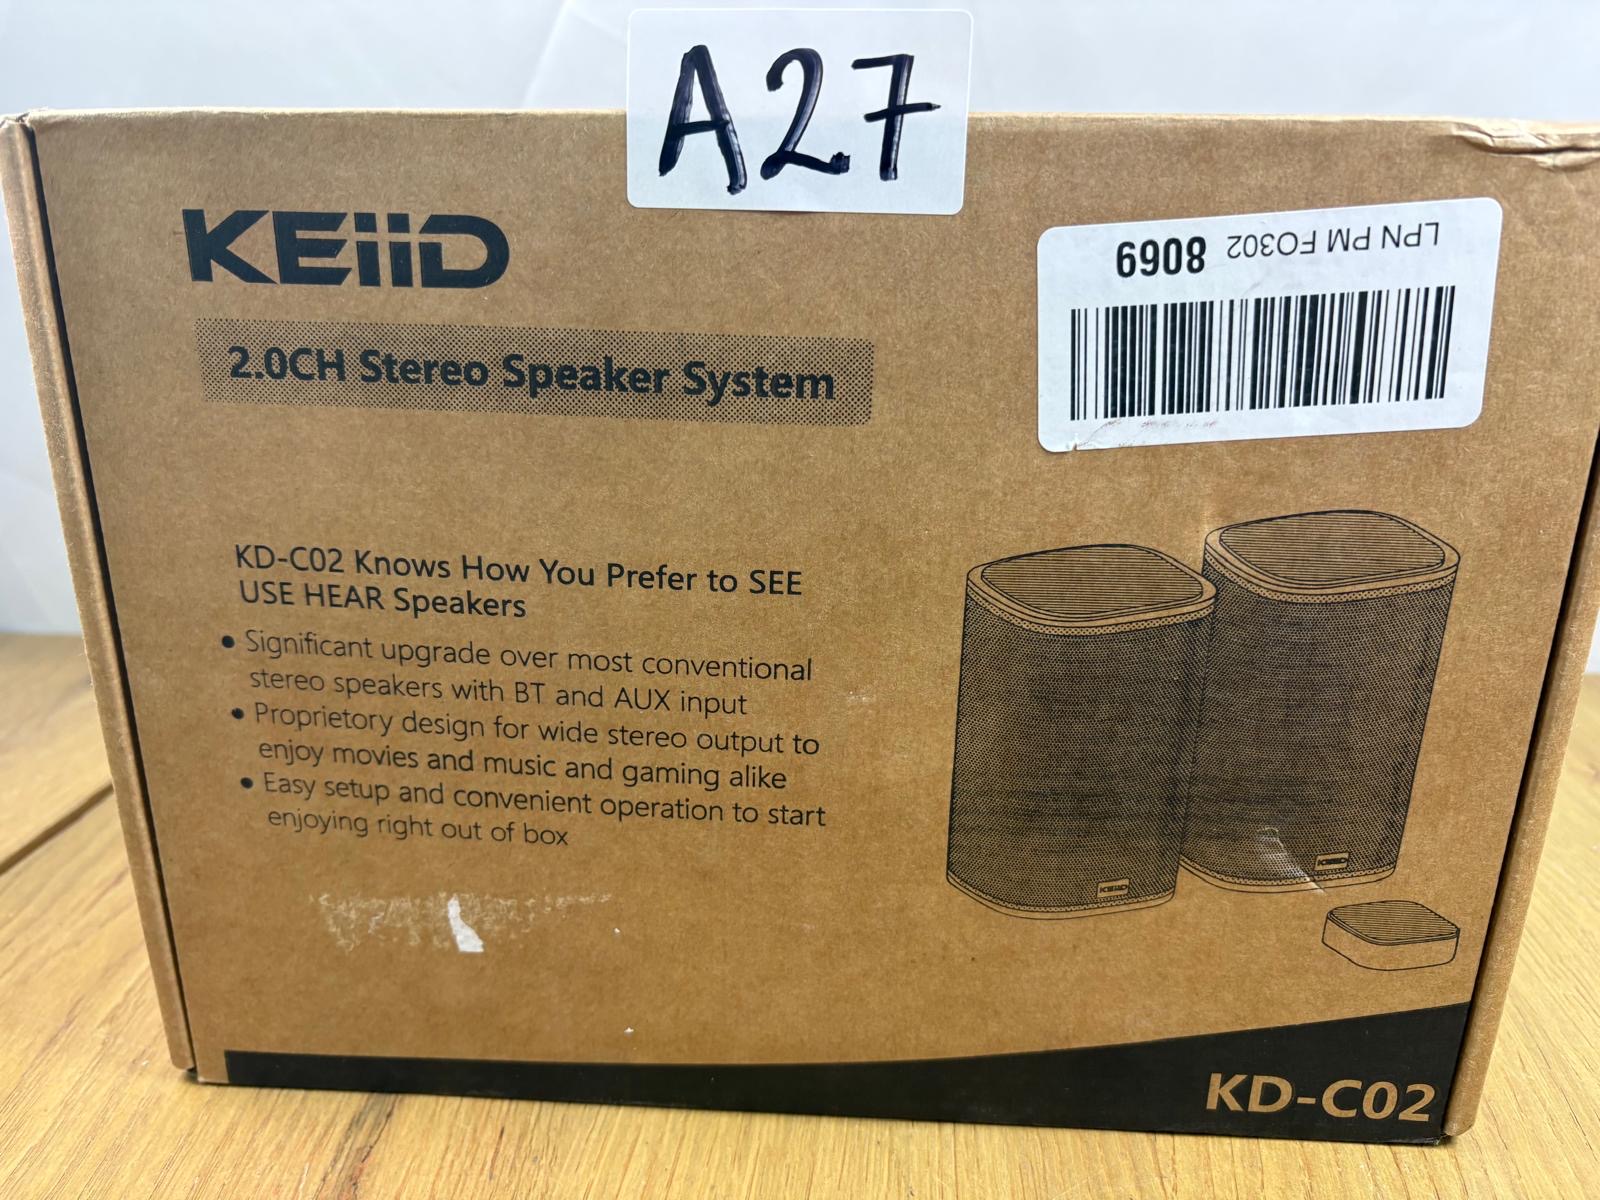 A27
KEiiD
LPN PM FO302 8069
2.0CH Stereo Speaker System
KD-C02 Knows How You Prefer to SEE
USE HEAR Speakers
• Significant upgrade over most conventional
stereo speakers with BT and AUX input
• Proprietory design for wide stereo output to
enjoy movies and music and gaming alike
• Easy setup and convenient operation to start
enjoying right out of box
KEiiD
KEiiD
KD-C02